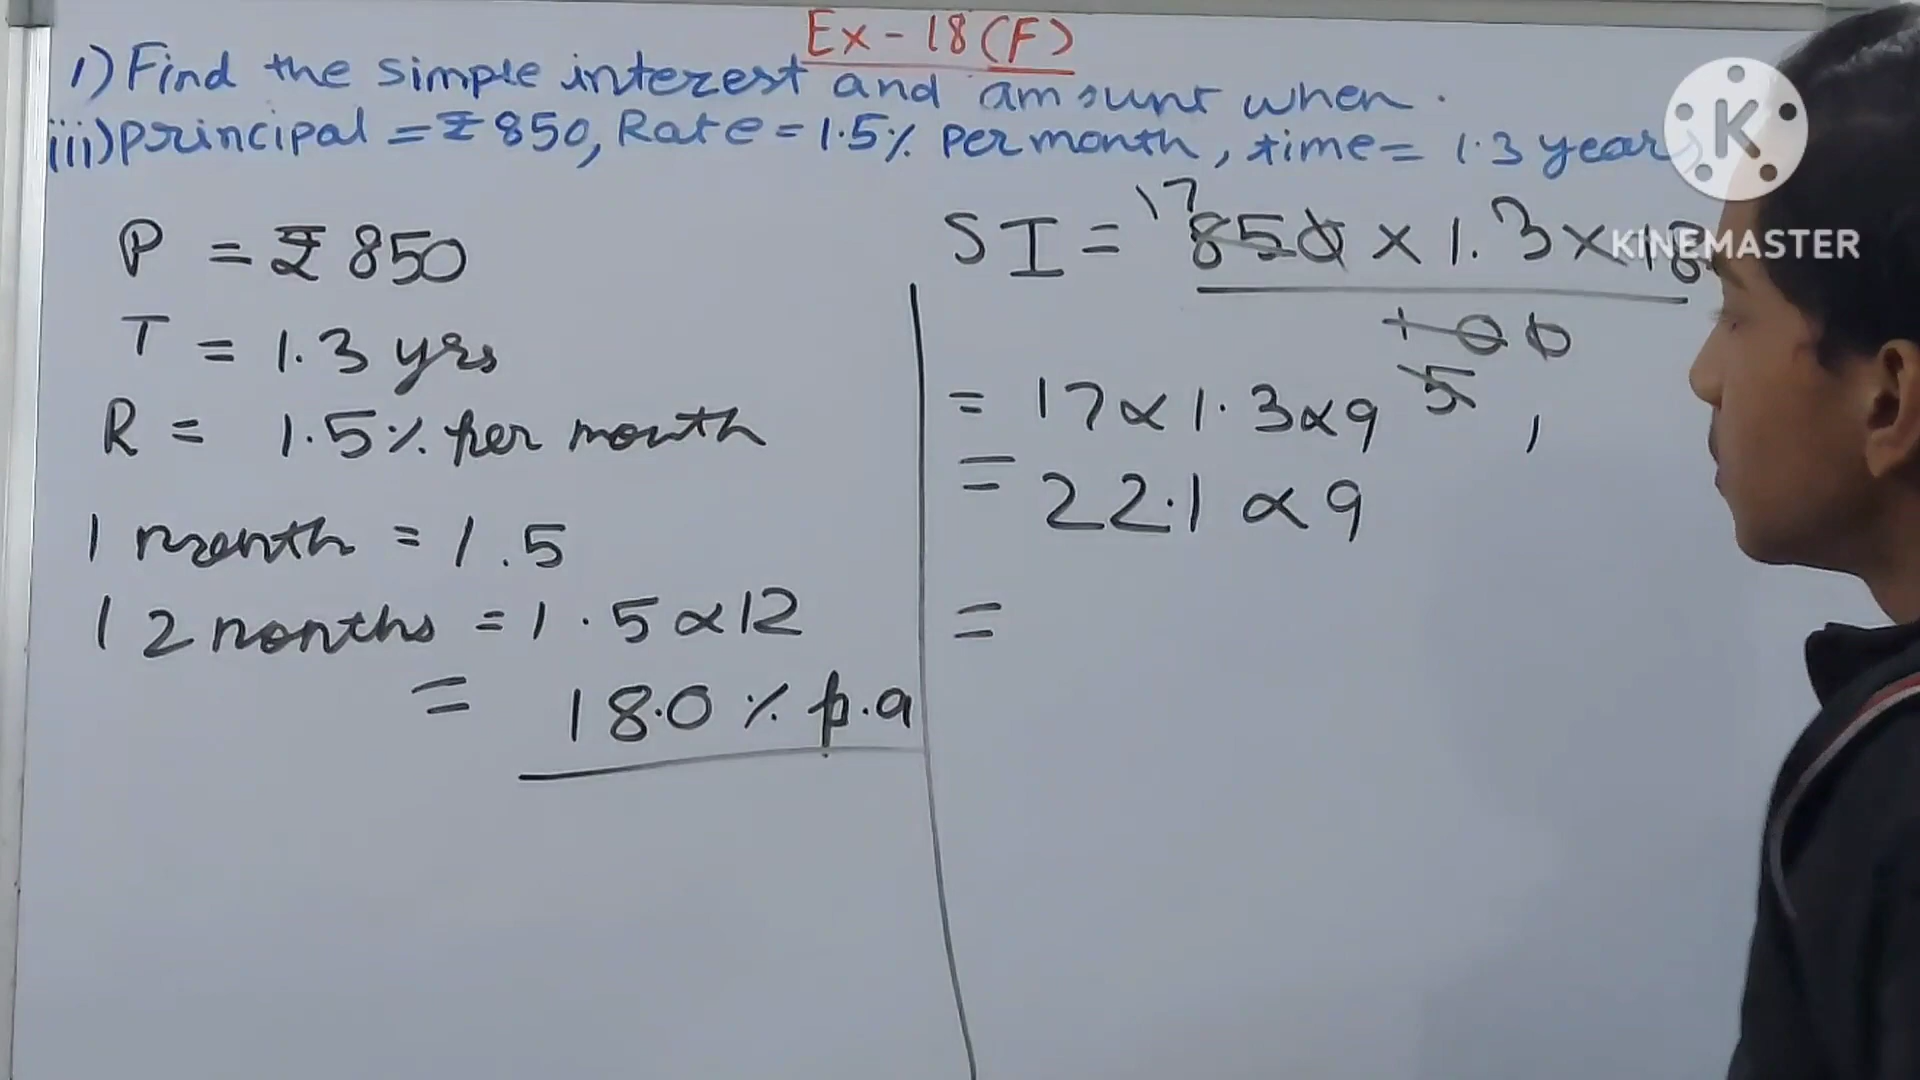 Ex-18(F)
1) Find the simple interest and amount when.
iii) principal = ₹850, Rate = 1.5% per month, time = 1.3 years
P = ₹ 850
T = 1.3 yrs
R = 1.5% per month
1 month = 1.5
12 months = 1.5 × 12
= 18.0 % p.a
17
SI = 850 × 1.3 × 18
100
5 1
= 17 × 1.3 × 9
= 22.1 × 9
=
K
KINEMASTER